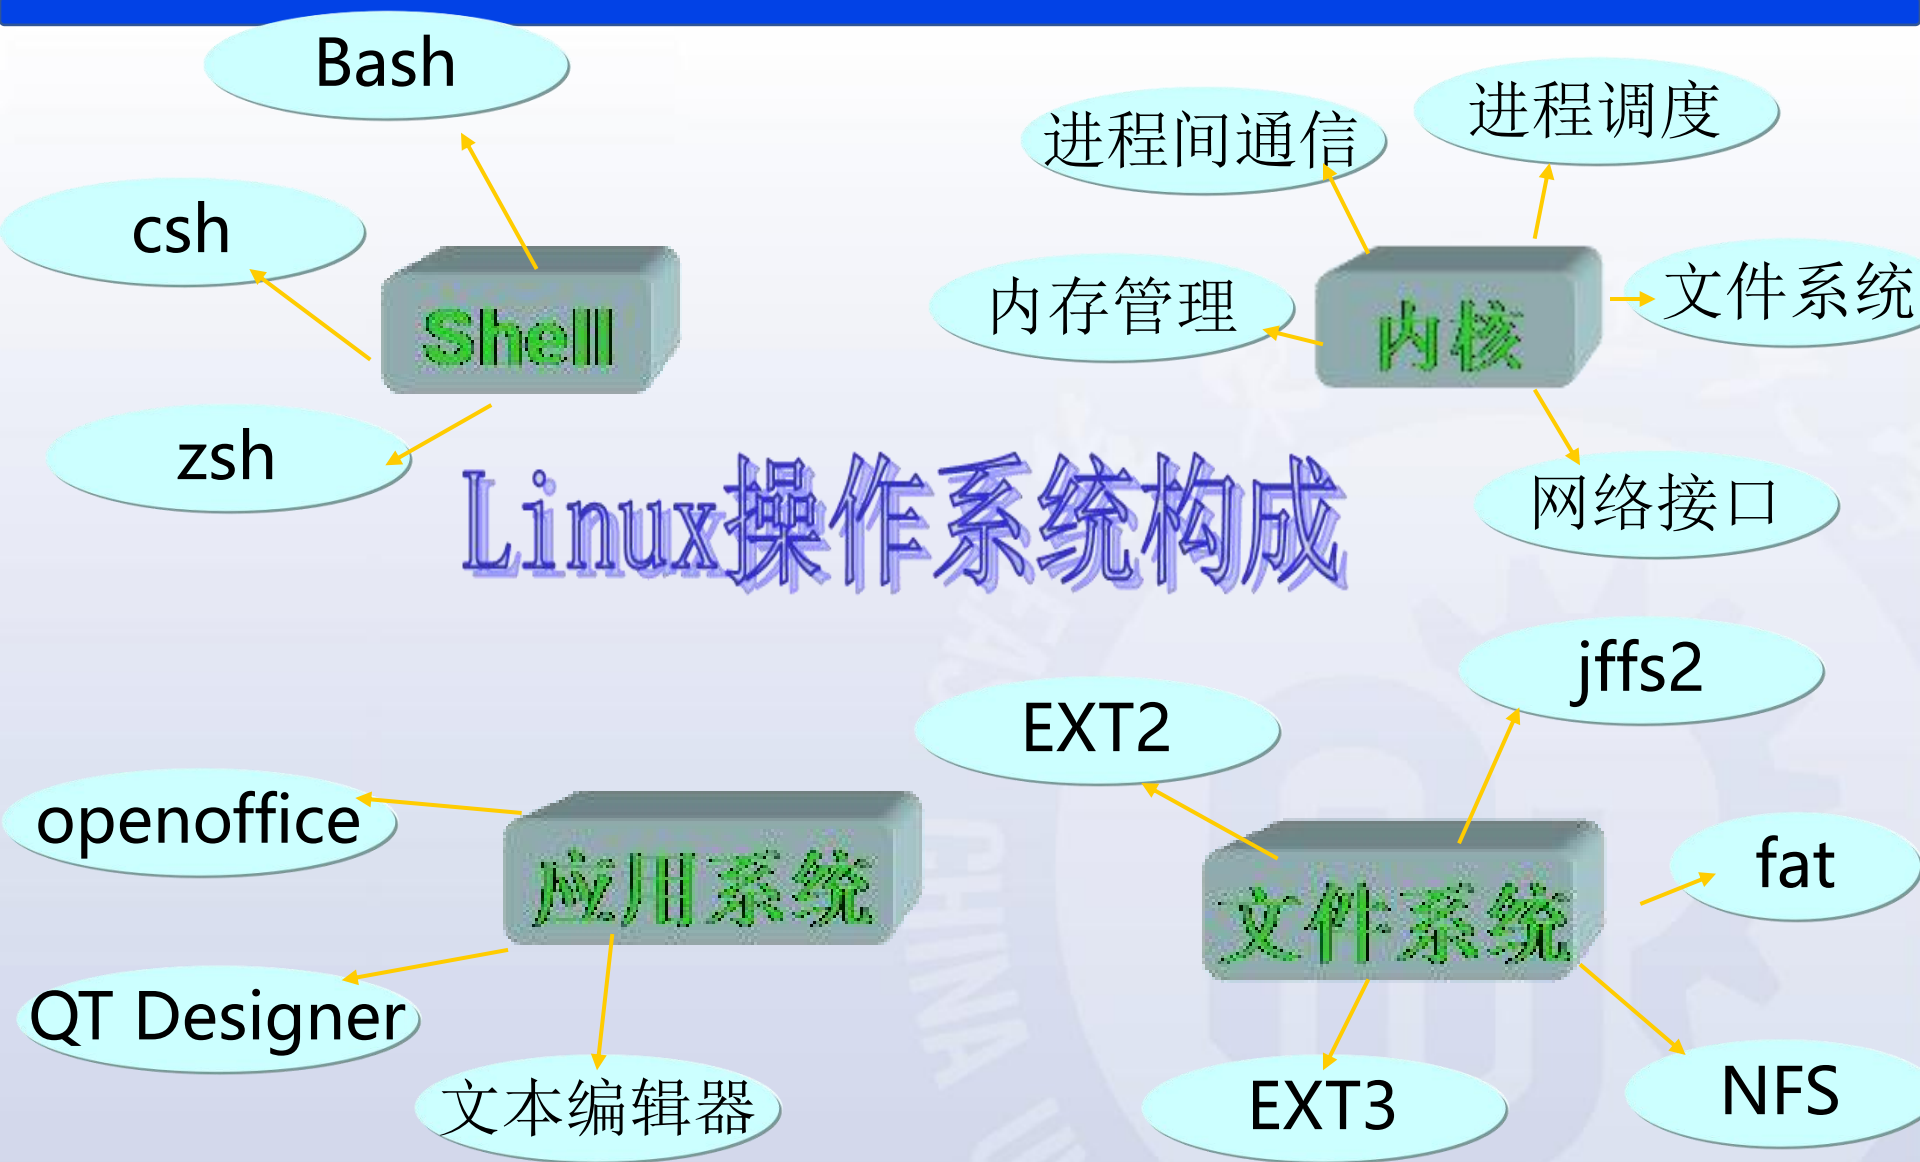 Bash
进程间通信
进程调度
csh
Shell
内存管理
内核
文件系统
zsh
网络接口
Linux操作系统构成
jffs2
EXT2
openoffice
应用系统
文件系统
fat
QT Designer
文本编辑器
EXT3
NFS
CHINA